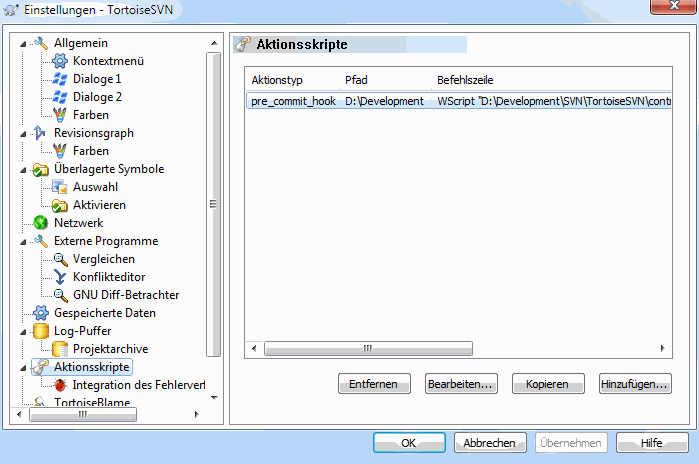 Einstellungen - TortoiseSVN
Allgemein
Kontextmenü
Dialoge 1
Dialoge 2
Farben
Revisionsgraph
Farben
Überlagerte Symbole
Auswahl
Aktivieren
Netzwerk
Externe Programme
Vergleichen
Konflikteditor
GNU Diff-Betrachter
Gespeicherte Daten
Log-Puffer
Projektarchive
Aktionsskripte
Integration des Fehlervert
TortoiseBlame
Aktionsskripte
Aktionstyp Pfad Befehlszeile
pre_commit_hook D:\Development WScript "D:\Development\SVN\TortoiseSVN\contr
Entfernen Bearbeiten... Kopieren Hinzufügen...
OK Abbrechen Übernehmen Hilfe